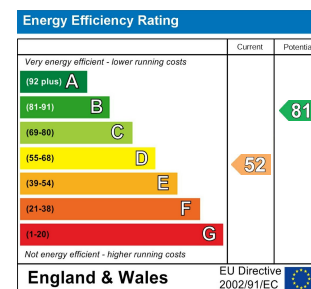 Energy Efficiency Rating
Current Potentia
Very energy efficient - lower running costs
(92 plus) A
(81-91) B
81
(69-80) C
(55-68) D
52
(39-54) E
(21-38) F
(1-20) G
Not energy efficient - higher running costs
England & Wales
EU Directive
2002/91/EC